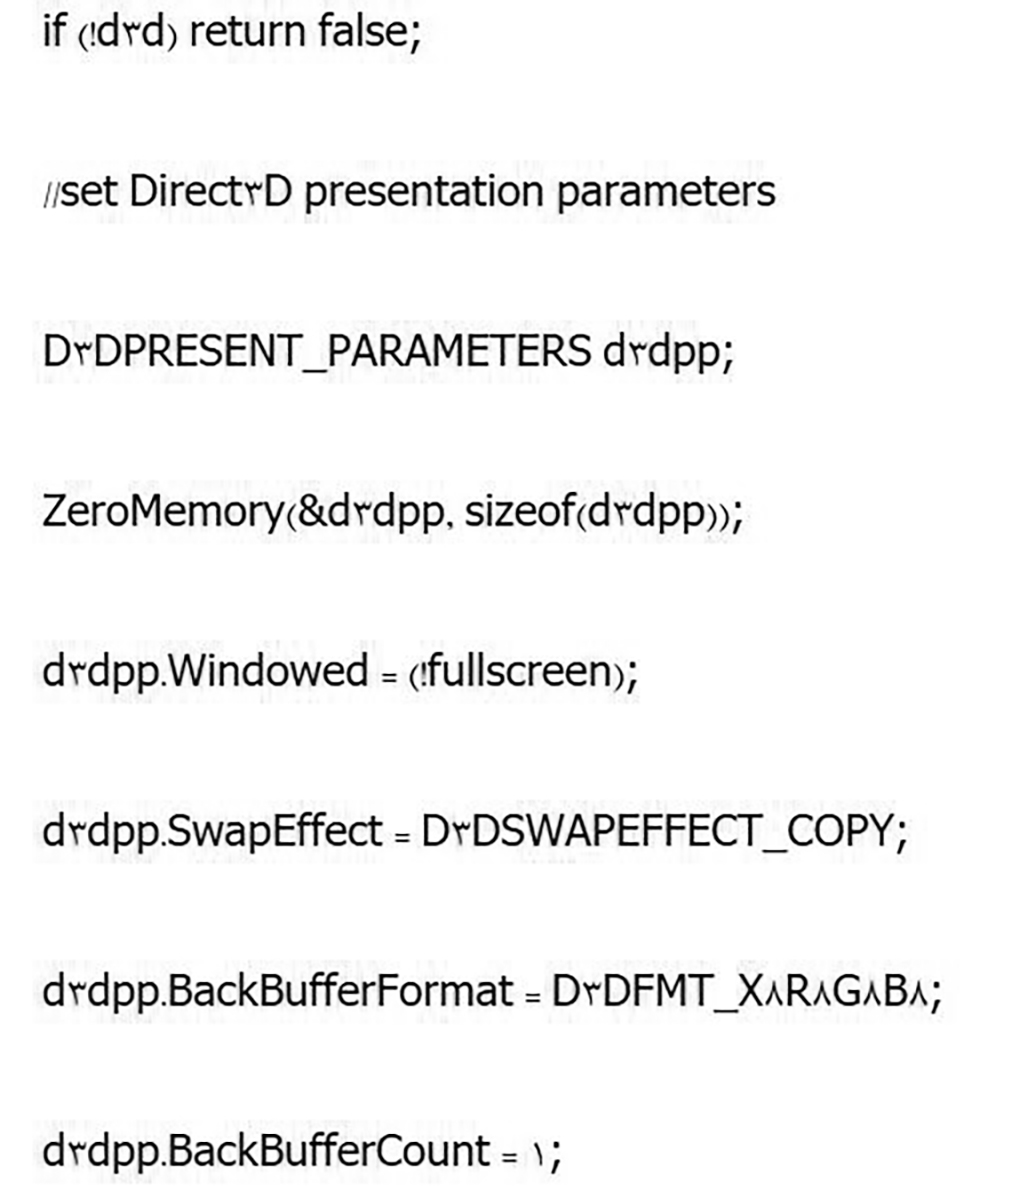 if (!d۳d) return false;
//set Direct۳D presentation parameters
D۳DPRESENT_PARAMETERS d۳dpp;
ZeroMemory(&d۳dpp, sizeof(d۳dpp));
d۳dpp.Windowed = (!fullscreen);
d۳dpp.SwapEffect = D۳DSWAPEFFECT_COPY;
d۳dpp.BackBufferFormat = D۳DFMT_X۸R۸G۸B۸;
d۳dpp.BackBufferCount = ۱;